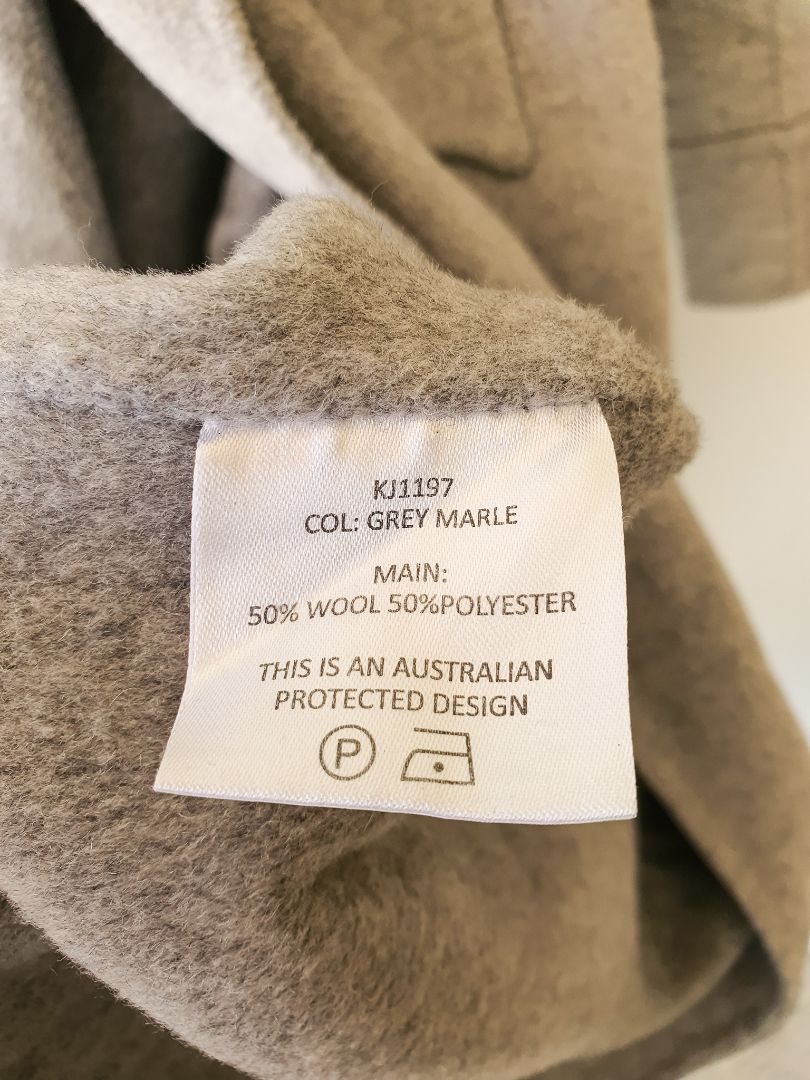 KJ1197
COL: GREY MARLE
MAIN:
50% WOOL 50%POLYESTER
THIS IS AN AUSTRALIAN
PROTECTED DESIGN
P